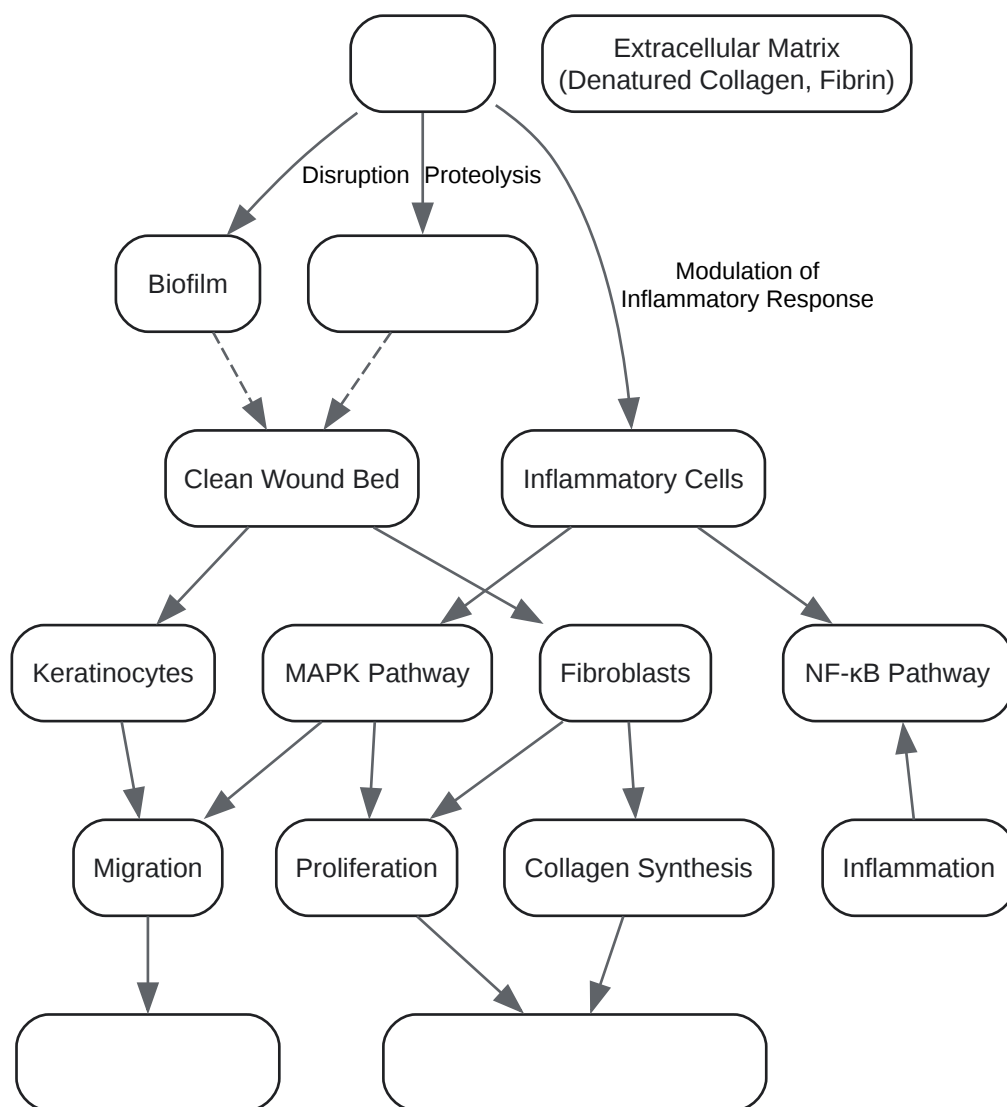 Extracellular Matrix
(Denatured Collagen, Fibrin)
Disruption
Proteolysis
Biofilm
Modulation of
Inflammatory Response
Clean Wound Bed
Inflammatory Cells
Keratinocytes
MAPK Pathway
Fibroblasts
NF-κB Pathway
Migration
Proliferation
Collagen Synthesis
Inflammation